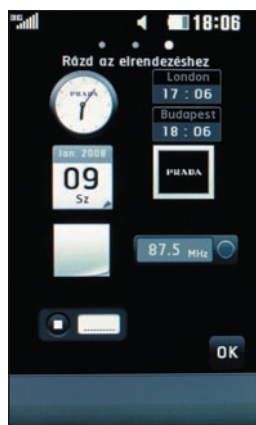 3G 18:06
Rázd az elrendezéshez
PRADA
London
17 : 06
Budapest
18 : 06
Jan. 2008
09
Sz
PRADA
87.5 MHz
OK